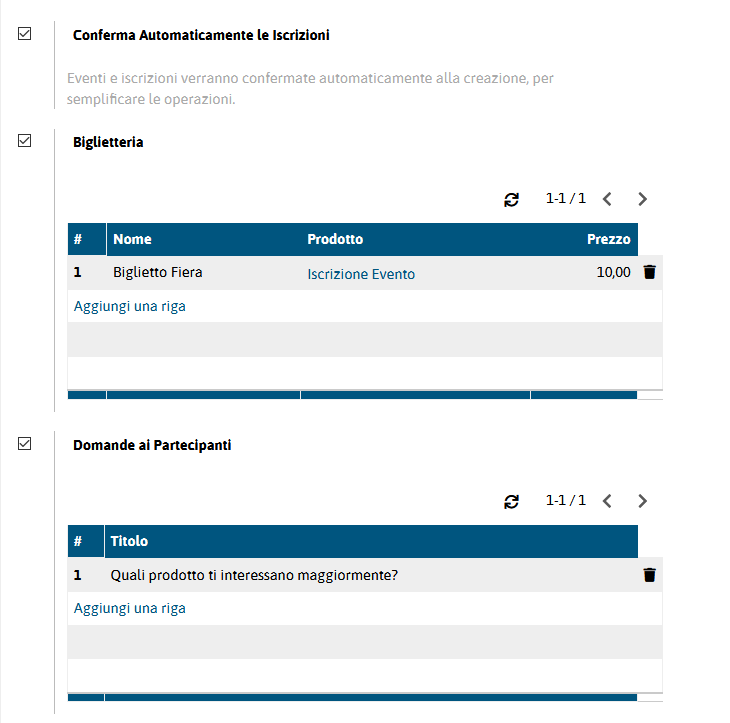 Conferma Automaticamente le Iscrizioni
Eventi e iscrizioni verranno confermate automaticamente alla creazione, per
semplificare le operazioni.
Biglietteria
1-1 / 1
# Nome Prodotto Prezzo
1 Biglietto Fiera Iscrizione Evento 10,00
Aggiungi una riga
Domande ai Partecipanti
1-1 / 1
# Titolo
1 Quali prodotto ti interessano maggiormente?
Aggiungi una riga